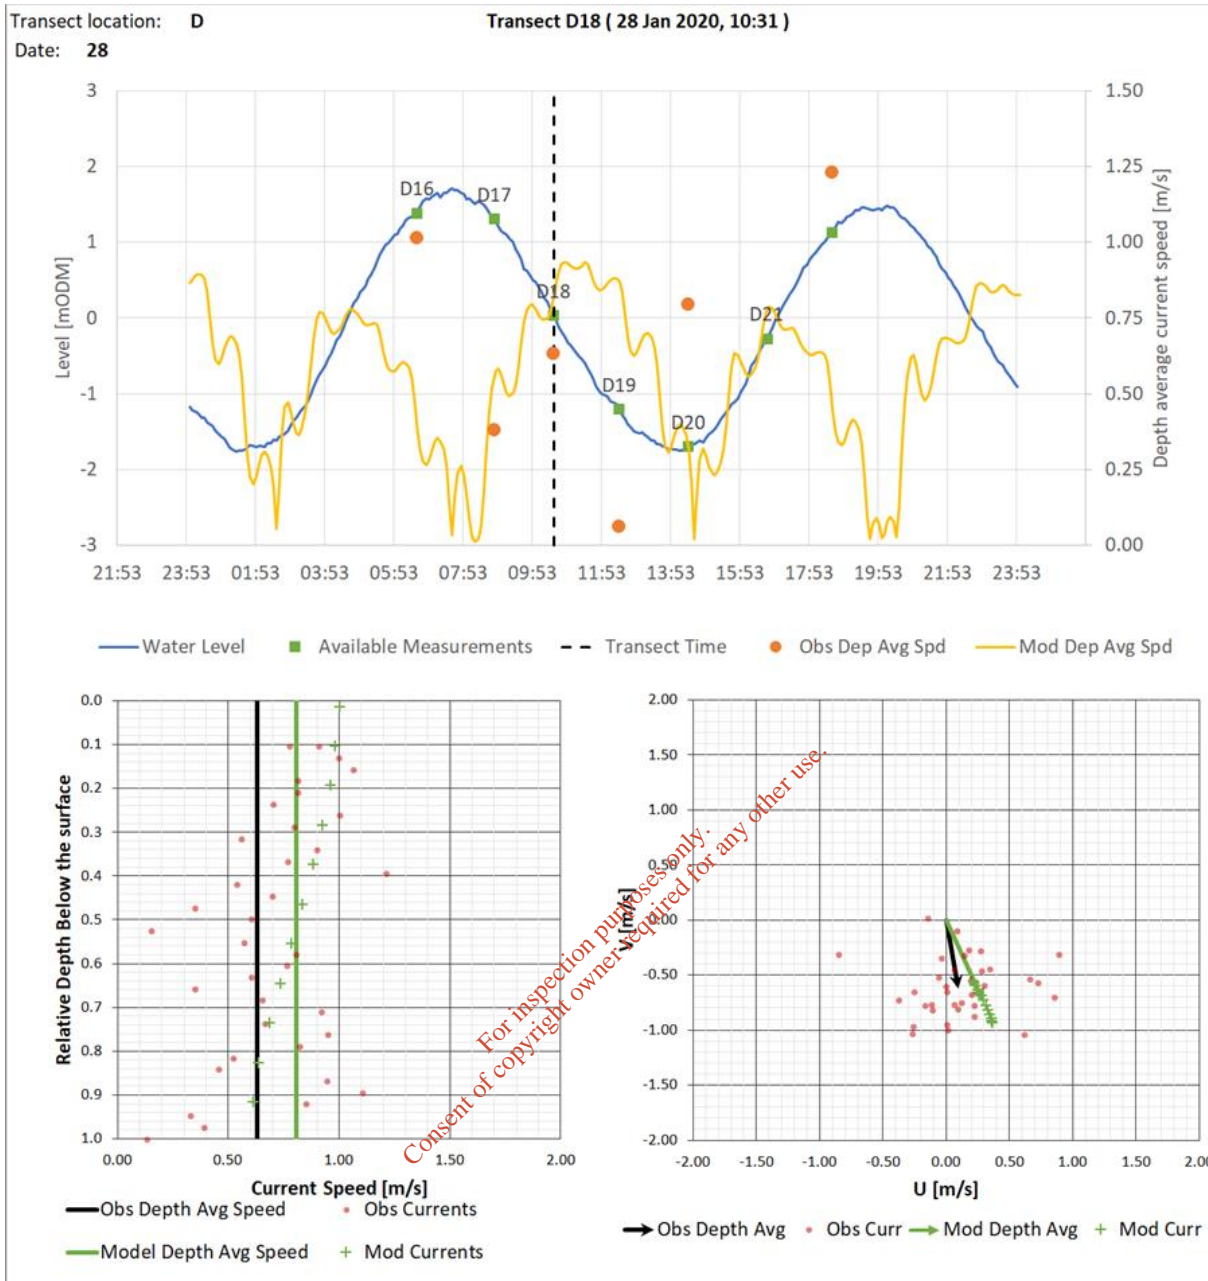 Transect location: D Transect D18 ( 28 Jan 2020, 10:31 )
Date: 28
3 1.50
2 1.25
1 1.00
0 0.75
-1 0.50
-2 0.25
-3 0.00
Level [mODM]
Depth average current speed [m/s]
D16 D17 D18 D19 D20 D21
21:53 23:53 01:53 03:53 05:53 07:53 09:53 11:53 13:53 15:53 17:53 19:53 21:53 23:53
Water Level Available Measurements Transect Time Obs Dep Avg Spd Mod Dep Avg Spd
Relative Depth Below the surface
0.0
0.1
0.2
0.3
0.4
0.5
0.6
0.7
0.8
0.9
1.0
0.00 0.50 1.00 1.50 2.00
Current Speed [m/s]
Obs Depth Avg Speed Obs Currents
Model Depth Avg Speed Mod Currents
2.00
1.50
1.00
0.50
0.00
-0.50
-1.00
-1.50
-2.00
V [m/s]
-2.00 -1.50 -1.00 -0.50 0.00 0.50 1.00 1.50 2.00
U [m/s]
Obs Depth Avg Obs Curr Mod Depth Avg Mod Curr
For inspection purposes only.
Consent of copyright owner required for any other use.